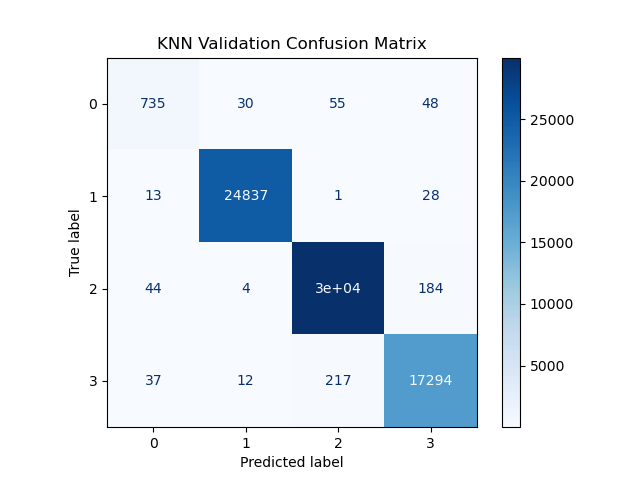 KNN Validation Confusion Matrix
0 735 30 55 48
1 13 24837 1 28
2 44 4 3e+04 184
3 37 12 217 17294
0 1 2 3
Predicted label
True label
25000
20000
15000
10000
5000